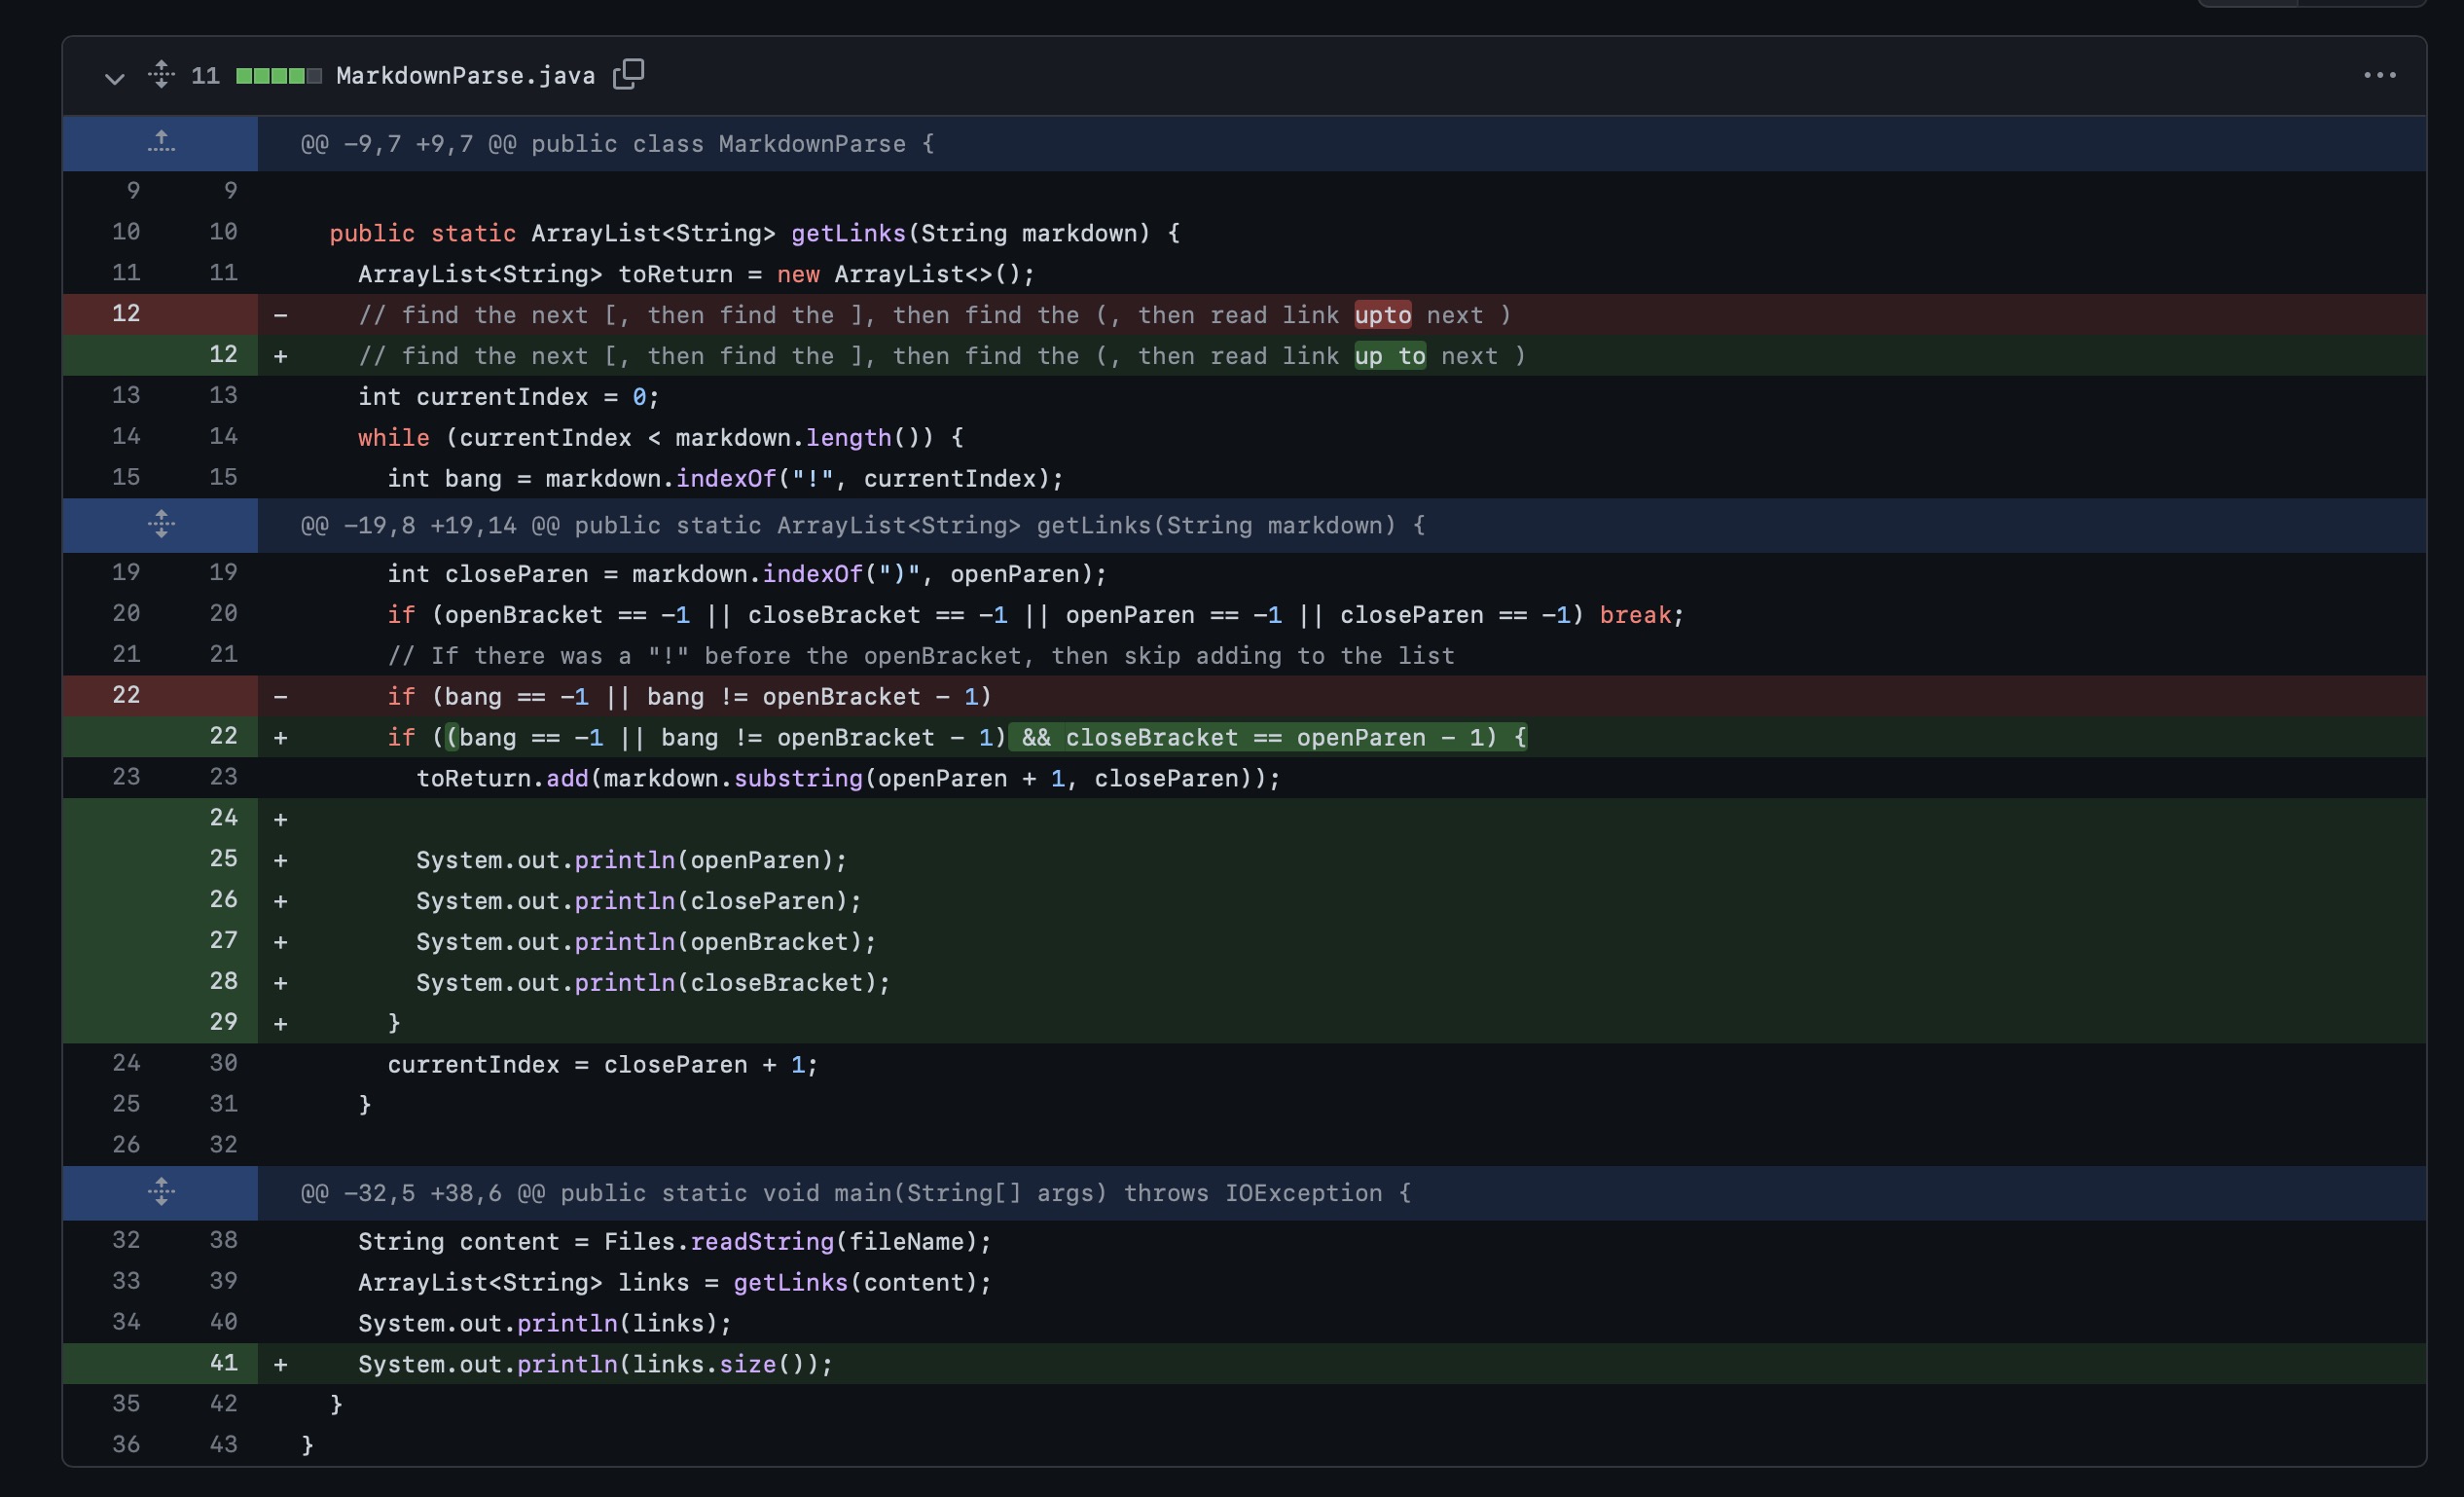 11 MarkdownParse.java
@@ -9,7 +9,7 @@ public class MarkdownParse {
9 9
10 10 public static ArrayList<String> getLinks(String markdown) {
11 11 ArrayList<String> toReturn = new ArrayList<>();
12 - // find the next [, then find the ], then find the (, then read link upto next )
12 + // find the next [, then find the ], then find the (, then read link up to next )
13 13 int currentIndex = 0;
14 14 while (currentIndex < markdown.length()) {
15 15 int bang = markdown.indexOf("!", currentIndex);
@@ -19,8 +19,14 @@ public static ArrayList<String> getLinks(String markdown) {
19 19 int closeParen = markdown.indexOf(")", openParen);
20 20 if (openBracket == -1 || closeBracket == -1 || openParen == -1 || closeParen == -1) break;
21 21 // If there was a "!" before the openBracket, then skip adding to the list
22 - if (bang == -1 || bang != openBracket - 1)
22 + if ((bang == -1 || bang != openBracket - 1) && closeBracket == openParen - 1) {
23 23 toReturn.add(markdown.substring(openParen + 1, closeParen));
24 +
25 + System.out.println(openParen);
26 + System.out.println(closeParen);
27 + System.out.println(openBracket);
28 + System.out.println(closeBracket);
29 + }
24 30 currentIndex = closeParen + 1;
25 31 }
26 32
@@ -32,5 +38,6 @@ public static void main(String[] args) throws IOException {
32 38 String content = Files.readString(fileName);
33 39 ArrayList<String> links = getLinks(content);
34 40 System.out.println(links);
41 + System.out.println(links.size());
35 42 }
36 43 }